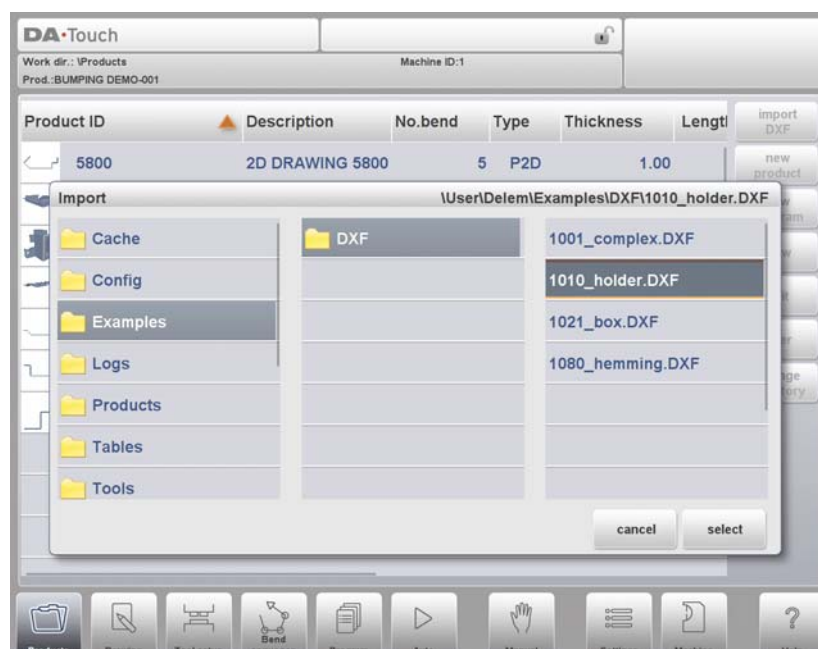 DA·Touch
Work dir.: \Products
Machine ID:1
Prod.:BUMPING DEMO-001
Product ID Description No.bend Type Thickness Lengt
import
DXF
5800 2D DRAWING 5800 5 P2D 1.00
new
product
Import \User\Delem\Examples\DXF\1010_holder.DXF
Cache DXF 1001_complex.DXF
Config 1010_holder.DXF
Examples 1021_box.DXF
Logs 1080_hemming.DXF
Products
Tables
Tools
cancel select
Bend
?